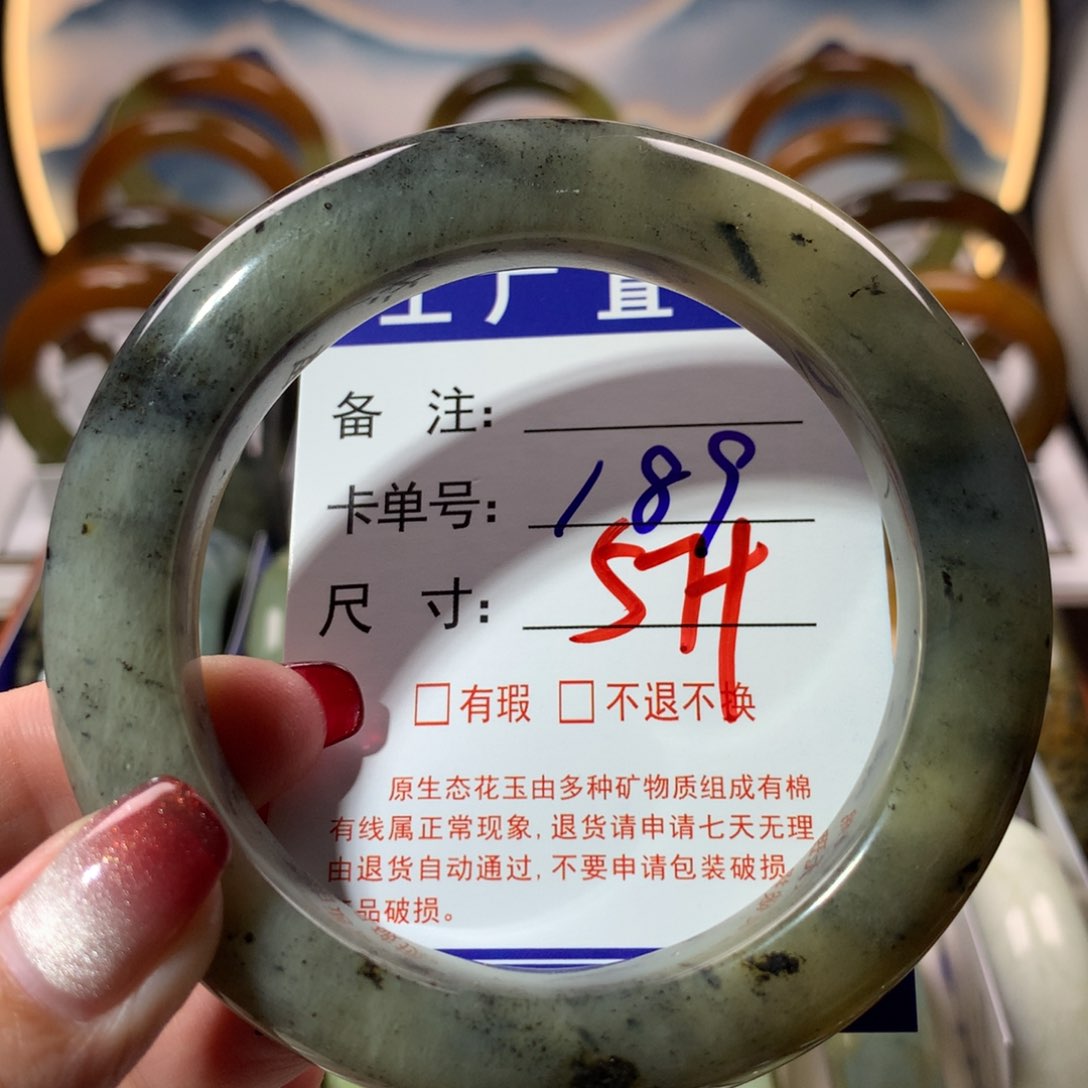 工厂直
备 注:
卡单号: 189
尺 寸: 57H
□有瑕 □不退不换
原生态花玉由多种矿物质组成有棉
有线属正常现象,退货请申请七天无理
由退货自动通过,不要申请包装破损
品破损。